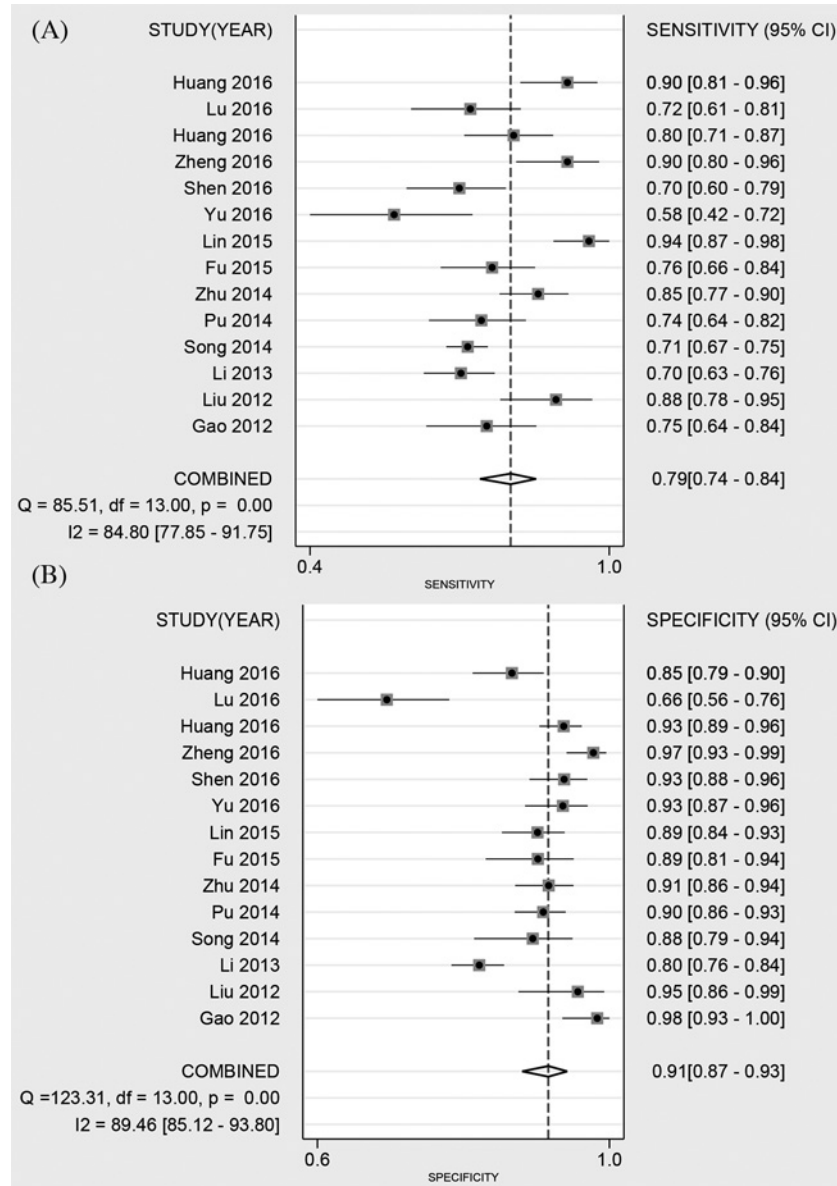 (A) STUDY(YEAR) SENSITIVITY (95% CI)
Huang 2016 0.90 [0.81 - 0.96]
Lu 2016 0.72 [0.61 - 0.81]
Huang 2016 0.80 [0.71 - 0.87]
Zheng 2016 0.90 [0.80 - 0.96]
Shen 2016 0.70 [0.60 - 0.79]
Yu 2016 0.58 [0.42 - 0.72]
Lin 2015 0.94 [0.87 - 0.98]
Fu 2015 0.76 [0.66 - 0.84]
Zhu 2014 0.85 [0.77 - 0.90]
Pu 2014 0.74 [0.64 - 0.82]
Song 2014 0.71 [0.67 - 0.75]
Li 2013 0.70 [0.63 - 0.76]
Liu 2012 0.88 [0.78 - 0.95]
Gao 2012 0.75 [0.64 - 0.84]
COMBINED 0.79[0.74 - 0.84]
Q = 85.51, df = 13.00, p = 0.00
I2 = 84.80 [77.85 - 91.75]
0.4 1.0
SENSITIVITY
(B)
STUDY(YEAR) SPECIFICITY (95% CI)
Huang 2016 0.85 [0.79 - 0.90]
Lu 2016 0.66 [0.56 - 0.76]
Huang 2016 0.93 [0.89 - 0.96]
Zheng 2016 0.97 [0.93 - 0.99]
Shen 2016 0.93 [0.88 - 0.96]
Yu 2016 0.93 [0.87 - 0.96]
Lin 2015 0.89 [0.84 - 0.93]
Fu 2015 0.89 [0.81 - 0.94]
Zhu 2014 0.91 [0.86 - 0.94]
Pu 2014 0.90 [0.86 - 0.93]
Song 2014 0.88 [0.79 - 0.94]
Li 2013 0.80 [0.76 - 0.84]
Liu 2012 0.95 [0.86 - 0.99]
Gao 2012 0.98 [0.93 - 1.00]
COMBINED 0.91[0.87 - 0.93]
Q =123.31, df = 13.00, p = 0.00
I2 = 89.46 [85.12 - 93.80]
0.6 1.0
SPECIFICITY